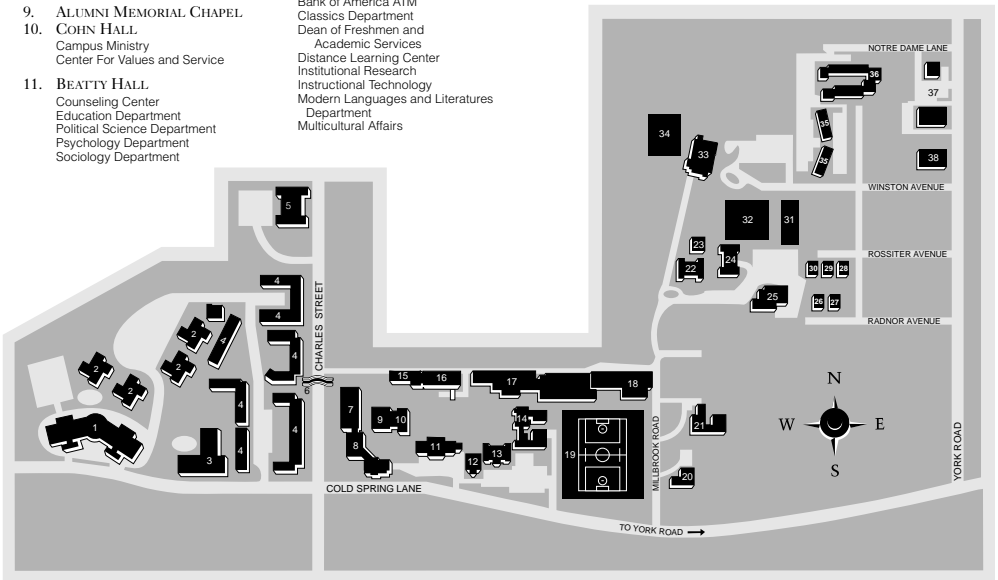 9. ALUMNI MEMORIAL CHAPEL
10. COHN HALL
Campus Ministry
Center For Values and Service
11. BEATTY HALL
Counseling Center
Education Department
Political Science Department
Psychology Department
Sociology Department
Bank of America ATM
Classics Department
Dean of Freshmen and
Academic Services
Distance Learning Center
Institutional Research
Instructional Technology
Modern Languages and Literatures
Department
Multicultural Affairs
NOTRE DAME LANE
36
37
35
34
33
35
38
WINSTON AVENUE
5
32
31
23
ROSSITER AVENUE
24
22
30
29
28
25
26
27
RADNOR AVENUE
4
4
CHARLES STREET
2
4
4
2
2
2
6
15
16
17
18
N
4
7
9
10
14
W
E
1
4
21
8
11
MILLBROOK ROAD
YORK ROAD
3
4
12
13
19
S
20
COLD SPRING LANE
TO YORK ROAD